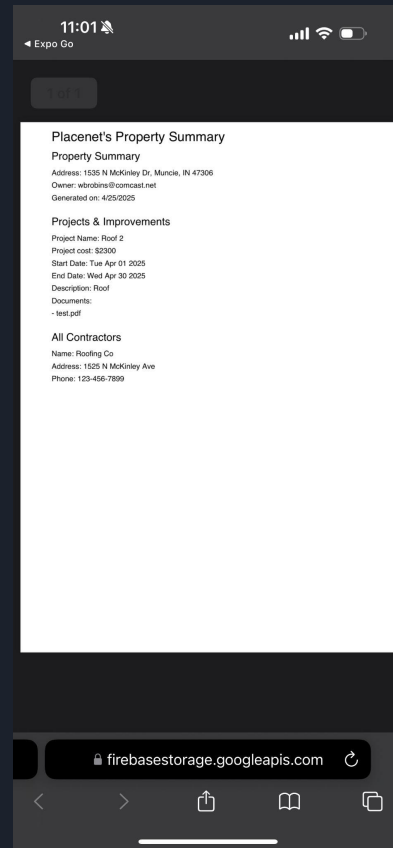 11:01
◀ Expo Go
1 of 1
Placenet's Property Summary
Property Summary
Address: 1535 N McKinley Dr, Muncie, IN 47306
Owner: wbrobins@comcast.net
Generated on: 4/25/2025
Projects & Improvements
Project Name: Roof 2
Project cost: $2300
Start Date: Tue Apr 01 2025
End Date: Wed Apr 30 2025
Description: Roof
Documents:
- test.pdf
All Contractors
Name: Roofing Co
Address: 1525 N McKinley Ave
Phone: 123-456-7899
firebasestorage.googleapis.com